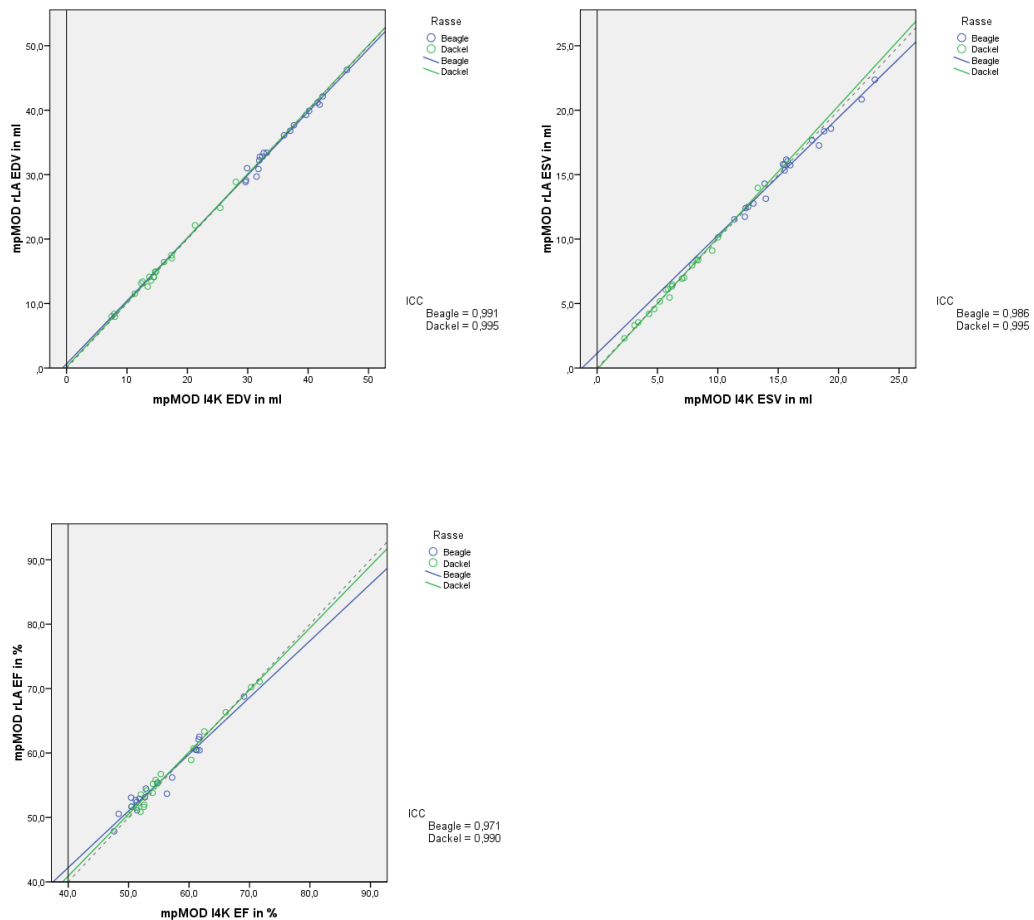 Rasse
Beagle
Dackel
Beagle
Dackel
50,0
40,0
30,0
20,0
10,0
,0
mpMOD rLA EDV in ml
0 10 20 30 40 50
mpMOD l4K EDV in ml
ICC
Beagle = 0,991
Dackel = 0,995
Rasse
Beagle
Dackel
Beagle
Dackel
25,0
20,0
15,0
10,0
5,0
,0
mpMOD rLA ESV in ml
,0 5,0 10,0 15,0 20,0 25,0
mpMOD l4K ESV in ml
ICC
Beagle = 0,986
Dackel = 0,995
Rasse
Beagle
Dackel
Beagle
Dackel
90,0
80,0
70,0
60,0
50,0
40,0
mpMOD rLA EF in %
40,0 50,0 60,0 70,0 80,0 90,0
mpMOD l4K EF in %
ICC
Beagle = 0,971
Dackel = 0,990